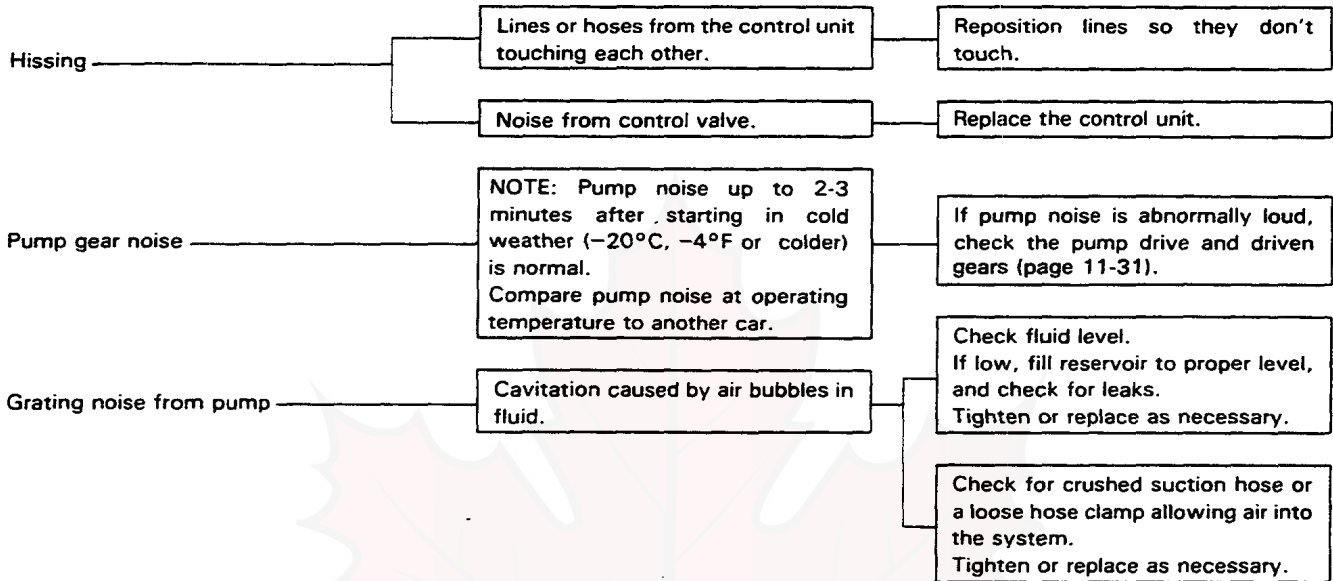 Hissing
Lines or hoses from the control unit
touching each other.
Reposition lines so they don't
touch.
Noise from control valve.
Replace the control unit.
Pump gear noise
NOTE: Pump noise up to 2-3
minutes after starting in cold
weather (−20°C, −4°F or colder)
is normal.
Compare pump noise at operating
temperature to another car.
If pump noise is abnormally loud,
check the pump drive and driven
gears (page 11-31).
Grating noise from pump
Cavitation caused by air bubbles in
fluid.
Check fluid level.
If low, fill reservoir to proper level,
and check for leaks.
Tighten or replace as necessary.
Check for crushed suction hose or
a loose hose clamp allowing air into
the system.
Tighten or replace as necessary.